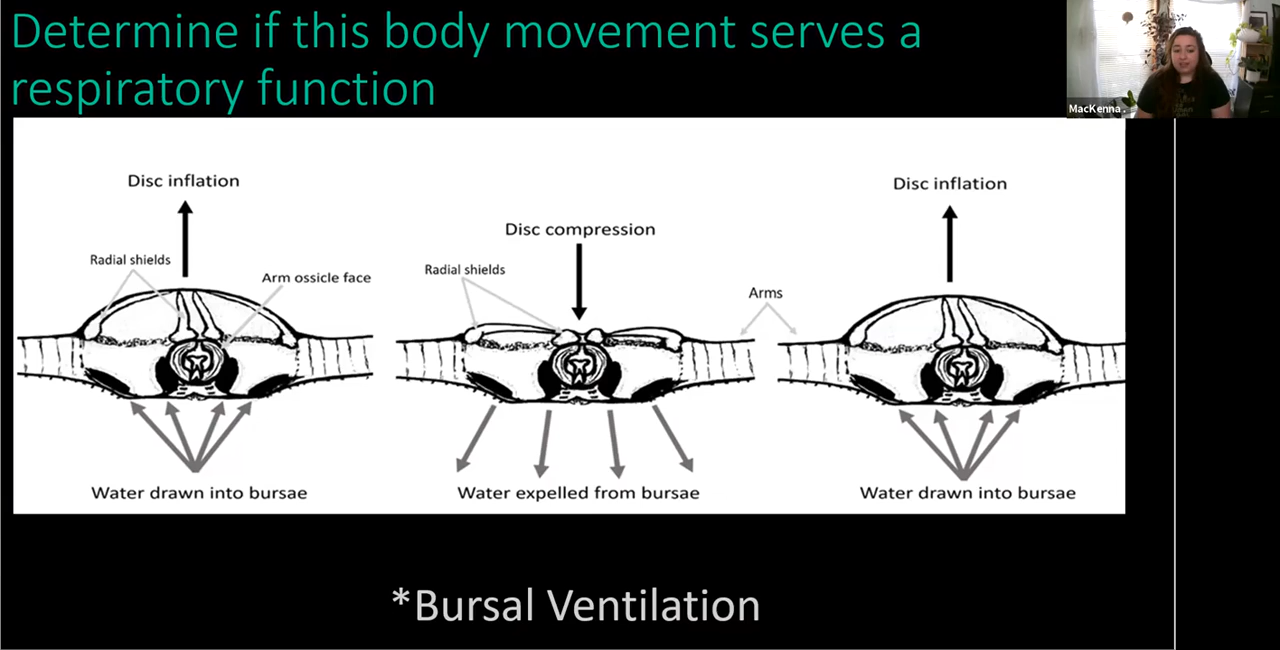 Determine if this body movement serves a
respiratory function
MacKenna .
Disc inflation
Radial shields
Arm ossicle face
Water drawn into bursae
Disc compression
Radial shields
Water expelled from bursae
Arms
Disc inflation
Water drawn into bursae
*Bursal Ventilation